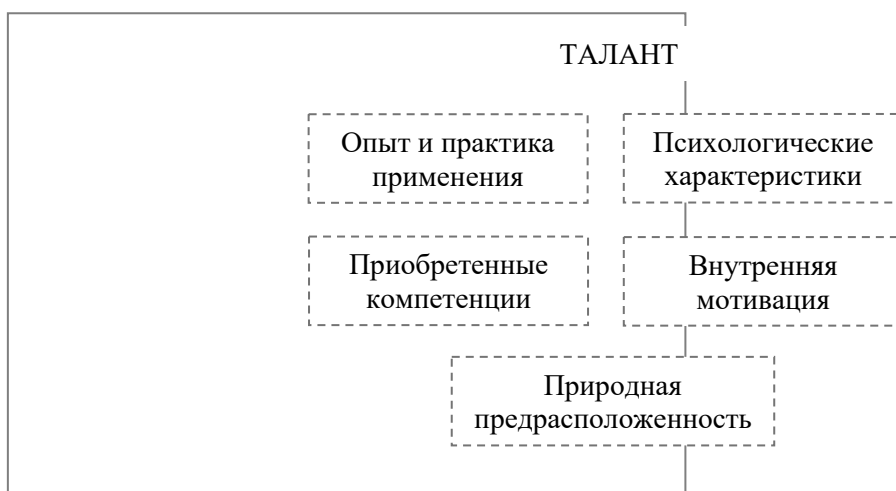 ТАЛАНТ
Опыт и практика
применения
Психологические
характеристики
Приобретенные
компетенции
Внутренняя
мотивация
Природная
предрасположенность